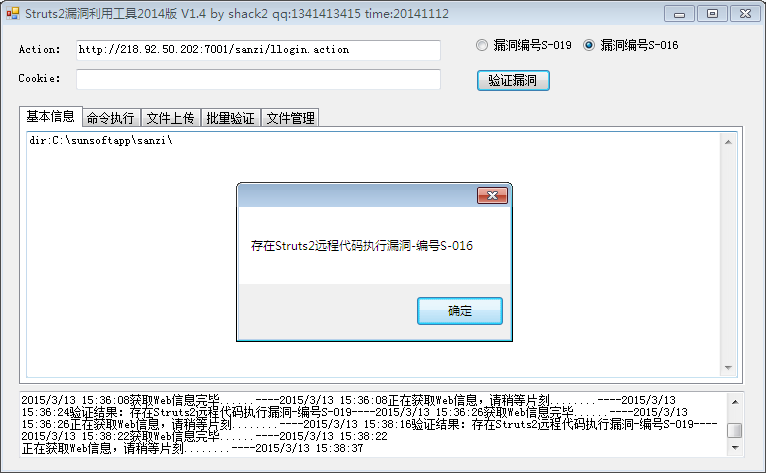 Struts2漏洞利用工具2014版 V1.4 by shack2 qq:1341413415 time:20141112
Action: http://218.92.50.202:7001/sanzi/llogin.action 漏洞编号S-019 漏洞编号S-016
Cookie: 验证漏洞
基本信息 命令执行 文件上传 批量验证 文件管理
dir:C:\sunsoftapp\sanzi\
存在Struts2远程代码执行漏洞-编号S-016
确定
2015/3/13 15:36:08获取Web信息完毕......----2015/3/13 15:36:08正在获取Web信息，请稍等片刻........----2015/3/13
15:36:24验证结果：存在Struts2远程代码执行漏洞-编号S-019----2015/3/13 15:36:26获取Web信息完毕......----2015/3/13
15:36:26正在获取Web信息，请稍等片刻........----2015/3/13 15:38:16验证结果：存在Struts2远程代码执行漏洞-编号S-019----
2015/3/13 15:38:22获取Web信息完毕......----2015/3/13 15:38:22
正在获取Web信息，请稍等片刻........----2015/3/13 15:38:37